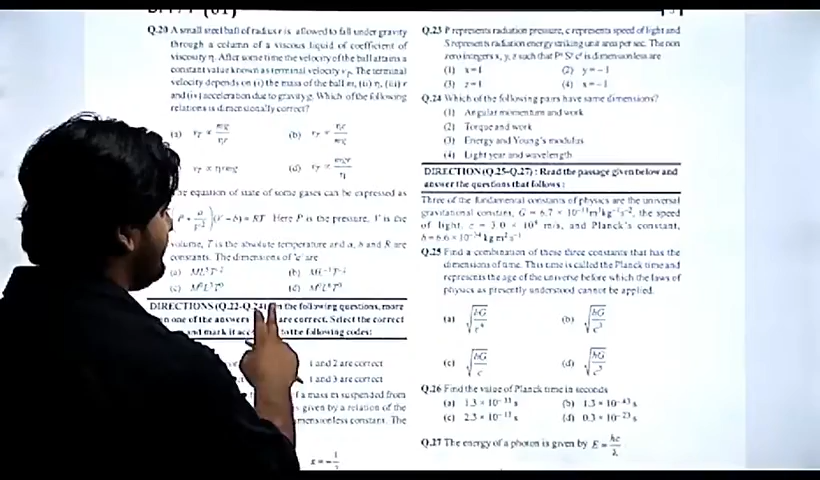 Q.20 A small steel ball of radius r is allowed to fall under gravity
through a column of a viscous liquid of coefficient of
viscosity η. After some time the velocity of the ball attains a
constant value known as terminal velocity v_T. The terminal
velocity depends on (i) the mass of the ball m, (ii) η, (iii) r
and (iv) acceleration due to gravity g. Which of the following
relations is dimensionally correct?
(a) v_T ∝ mg/ηr (b) v_T ∝ ηr/mg
v_T ∝ ηrmg (d) v_T ∝ mgr/η
equation of state of some gases can be expressed as
(P + a/V²)(V − b) = RT Here P is the pressure, V is the
volume, T is the absolute temperature and a, b and R are
constants. The dimensions of 'a' are
(a) (b)
(c) (d)
DIRECTIONS (Q.22-Q.24) In the following questions, more
one of the answers are correct. Select the correct
and mark it to the following codes:
1 and 2 are correct
1 and 3 are correct
f a mass m suspended from
is given by a relation of the
mensionless constant. The
Q.23 P represents radiation pressure, c represents speed of light and
S represents radiation energy striking unit area per sec. The non
zero integers x, y, z such that Pˣ Sʸ cᶻ is dimensionless are
(1) x=1 (2) y=−1
(3) z=1 (4) x=−1
Q.24 Which of the following pairs have same dimensions?
(1) Angular momentum and work
(2) Torque and work
(3) Energy and Young's modulus
(4) Light year and wavelength
DIRECTION (Q.25-Q.27) : Read the passage given below and
answer the questions that follows :
Three of the fundamental constants of physics are the universal
gravitational constant, G = 6.7 × 10⁻¹¹m³kg⁻¹s⁻², the speed
of light, c = 3.0 × 10⁸ m/s, and Planck's constant,
h = 6.6 × 10⁻³⁴ kg m² s⁻¹
Q.25 Find a combination of these three constants that has the
dimensions of time. This time is called the Planck time and
represents the age of the universe before which the laws of
physics as presently understood cannot be applied.
(a) √(hG/c⁴) (b) √(hG/c³)
(c) √(hG/c) (d) √(hG/c⁵)
Q.26 Find the value of Planck time in seconds
(a) 1.3 × 10⁻³³ s (b) 1.3 × 10⁻⁴³ s
(c) 2.3 × 10⁻¹³ s (d) 0.3 × 10⁻²³ s
Q.27 The energy of a photon is given by E = hc/λ